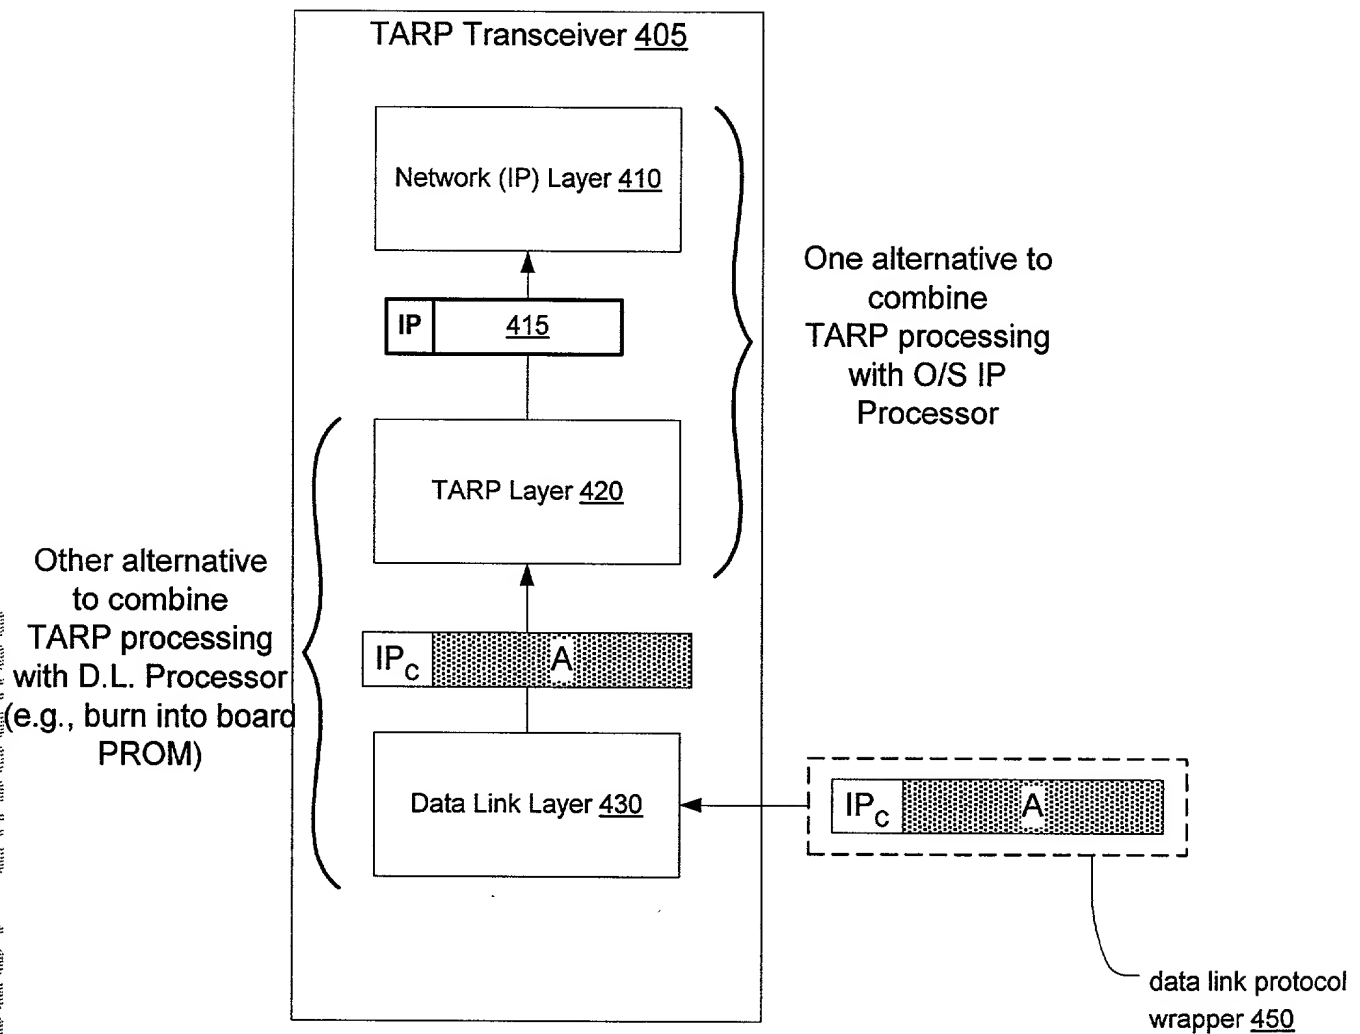 TARP Transceiver 405
Network (IP) Layer 410
IP 415
One alternative to
combine
TARP processing
with O/S IP
Processor
TARP Layer 420
Other alternative
to combine
TARP processing
with D.L. Processor
(e.g., burn into board
PROM)
IPC A
Data Link Layer 430
IPC A
data link protocol
wrapper 450